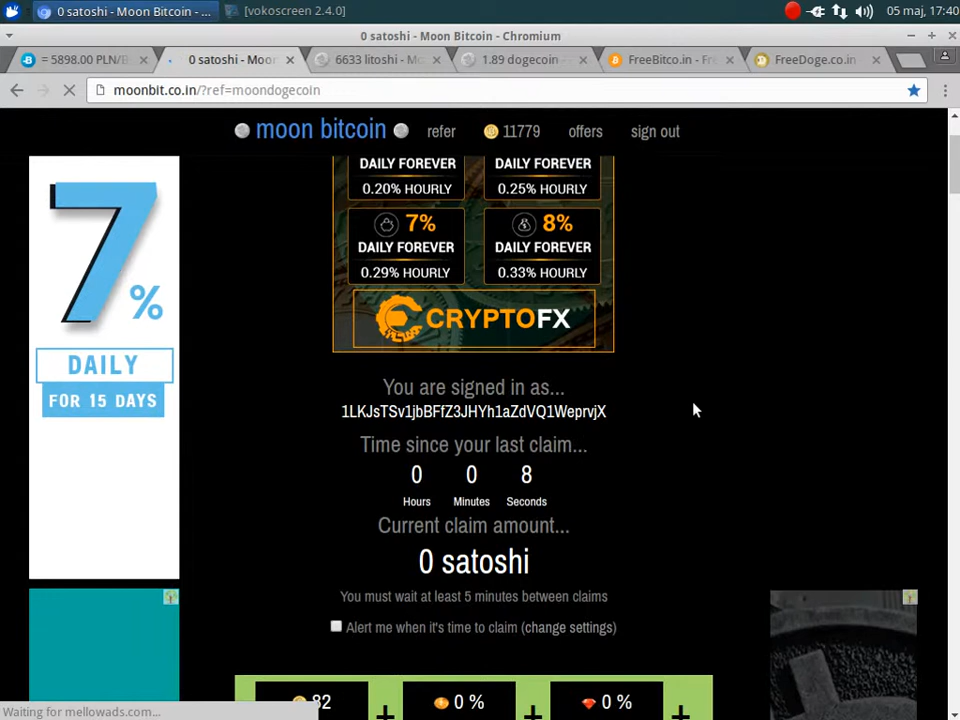 0 satoshi - Moon Bitcoin - ...
[vokoscreen 2.4.0]
05 maj, 17:40
0 satoshi - Moon Bitcoin - Chromium
= 5898.00 PLN/B
0 satoshi - Moon
6633 litoshi - Mo
1.89 dogecoin -
FreeBitco.in - Fre
FreeDoge.co.in
moonbit.co.in/?ref=moondogecoin
moon bitcoin
refer
11779
offers
sign out
7
%
DAILY
FOR 15 DAYS
DAILY FOREVER
DAILY FOREVER
0.20% HOURLY
0.25% HOURLY
7%
8%
DAILY FOREVER
DAILY FOREVER
0.29% HOURLY
0.33% HOURLY
CRYPTOFX
You are signed in as...
1LKJsTSv1jbBFfZ3JHYh1aZdVQ1WeprvjX
Time since your last claim...
0 0 8
Hours Minutes Seconds
Current claim amount...
0 satoshi
You must wait at least 5 minutes between claims
Alert me when it's time to claim (change settings)
82
+
0 %
+
0 %
+
Waiting for mellowads.com...